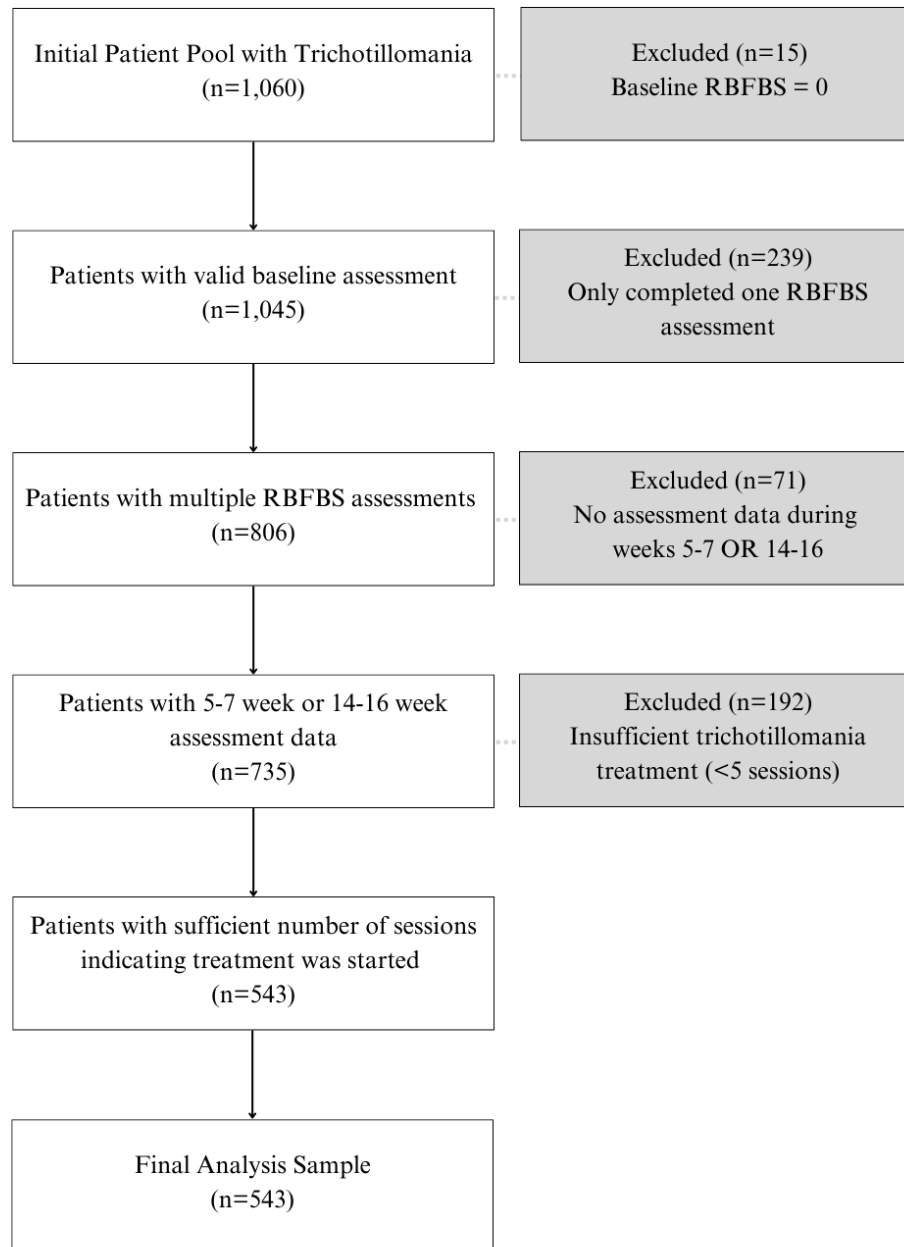 Initial Patient Pool with Trichotillomania
(n=1,060)
Excluded (n=15)
Baseline RBFBS = 0
Patients with valid baseline assessment
(n=1,045)
Excluded (n=239)
Only completed one RBFBS
assessment
Patients with multiple RBFBS assessments
(n=806)
Excluded (n=71)
No assessment data during
weeks 5-7 OR 14-16
Patients with 5-7 week or 14-16 week
assessment data
(n=735)
Excluded (n=192)
Insufficient trichotillomania
treatment (<5 sessions)
Patients with sufficient number of sessions
indicating treatment was started
(n=543)
Final Analysis Sample
(n=543)